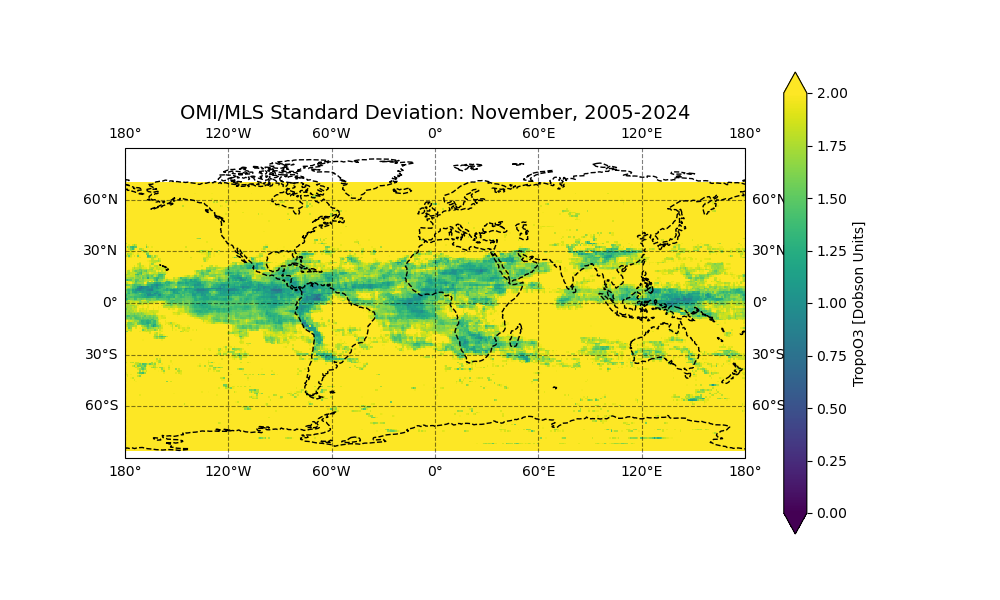 OMI/MLS Standard Deviation: November, 2005-2024
180° 120°W 60°W 0° 60°E 120°E 180°
60°N 60°N
30°N 30°N
0° 0°
30°S 30°S
60°S 60°S
180° 120°W 60°W 0° 60°E 120°E 180°
2.00
1.75
1.50
1.25
1.00
0.75
0.50
0.25
0.00
TropoO3 [Dobson Units]